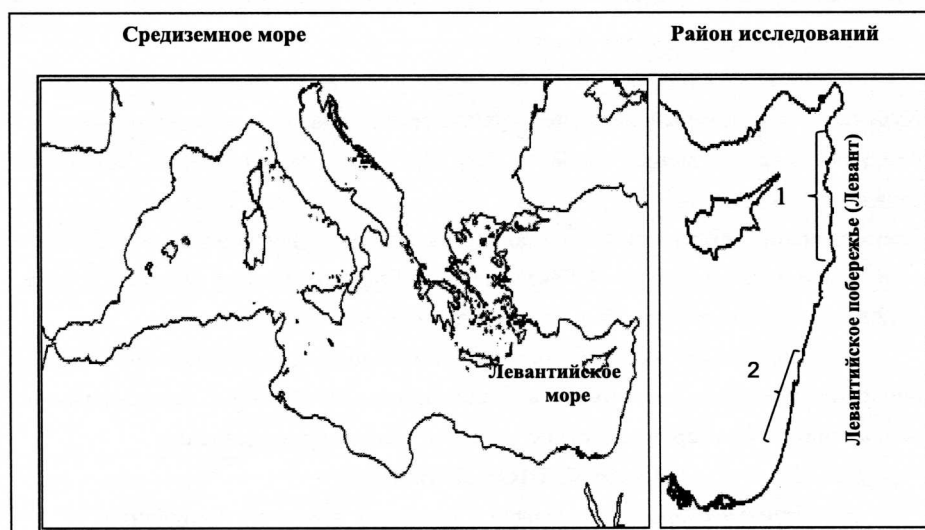 Средиземное море
Район исследований
Левантийское
море
1
2
Левантийское побережье (Левант)